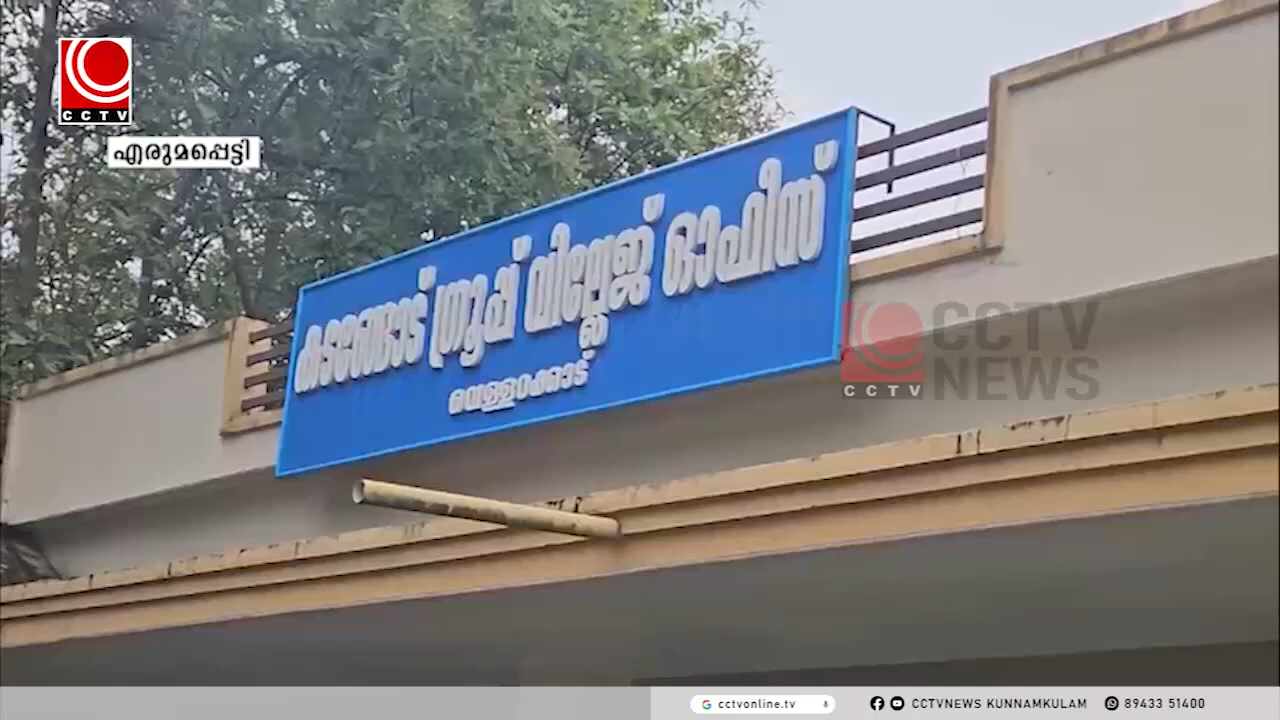 CCTV
എരുമപ്പെട്ടി
കടങ്ങോട് ഗ്രൂപ്പ് വില്ലേജ് ഓഫീസ്
വെള്ളറക്കാട്
CCTV
CCTV
NEWS
cctvonline.tv
CCTVNEWS KUNNAMKULAM
89433 51400